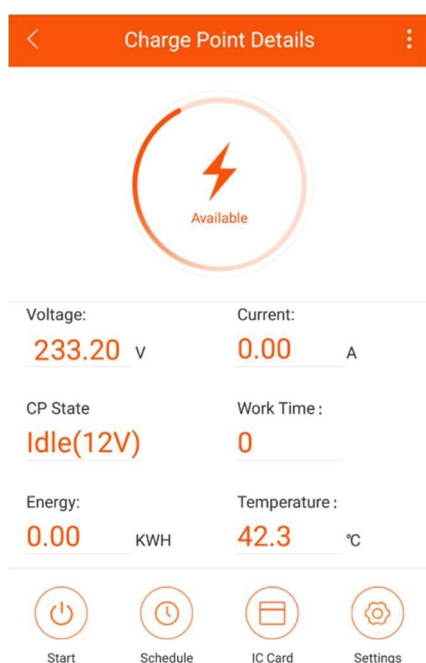 Charge Point Details
Available
Voltage: Current:
233.20 V 0.00 A
CP State Work Time :
Idle(12V) 0
Energy: Temperature :
0.00 KWH 42.3 °C
Start Schedule IC Card Settings